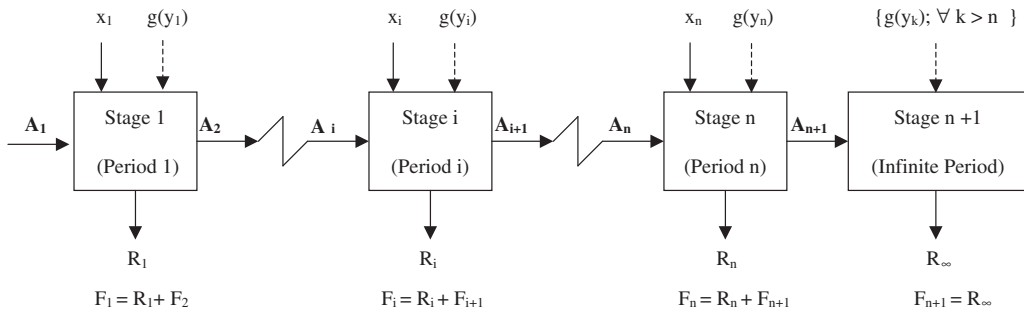 x₁ g(y₁) xᵢ g(yᵢ) xₙ g(yₙ) {g(yₖ); ∀ k > n }
A₁ Stage 1 A₂ A ᵢ Stage i Aᵢ₊₁ Aₙ Stage n Aₙ₊₁ Stage n +1
(Period 1) (Period i) (Period n) (Infinite Period)
R₁ Rᵢ Rₙ R∞
F₁ = R₁+ F₂ Fᵢ = Rᵢ + Fᵢ₊₁ Fₙ = Rₙ + Fₙ₊₁ Fₙ₊₁ = R∞